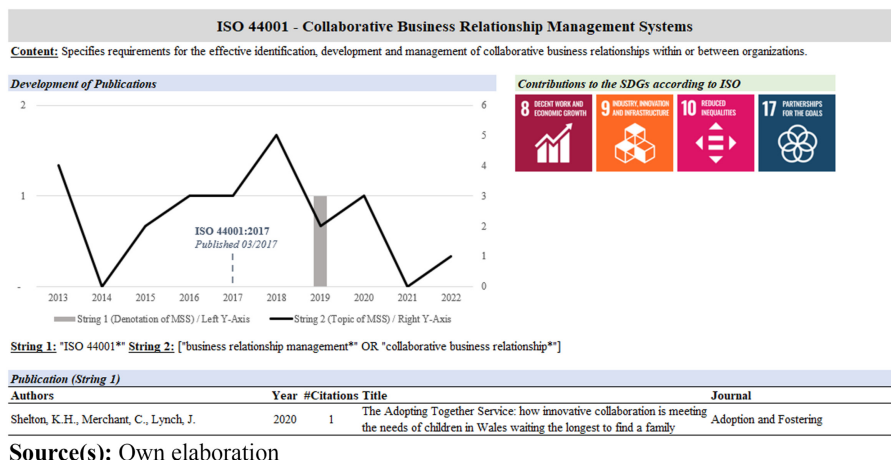 ISO 44001 - Collaborative Business Relationship Management Systems
Content: Specifies requirements for the effective identification, development and management of collaborative business relationships within or between organizations.
Development of Publications
Contributions to the SDGs according to ISO
2
6
5
4
1
3
2
1
-
0
8 DECENT WORK AND ECONOMIC GROWTH
9 INDUSTRY, INNOVATION AND INFRASTRUCTURE
10 REDUCED INEQUALITIES
17 PARTNERSHIPS FOR THE GOALS
ISO 44001:2017
Published 03/2017
2013 2014 2015 2016 2017 2018 2019 2020 2021 2022
String 1 (Denotation of MSS) / Left Y-Axis String 2 (Topic of MSS) / Right Y-Axis
String 1: "ISO 44001*" String 2: ["business relationship management*" OR "collaborative business relationship*"]
Publication (String 1)
Authors Year #Citations Title Journal
Shelton, K.H., Merchant, C., Lynch, J. 2020 1 The Adopting Together Service: how innovative collaboration is meeting the needs of children in Wales waiting the longest to find a family Adoption and Fostering
Source(s): Own elaboration